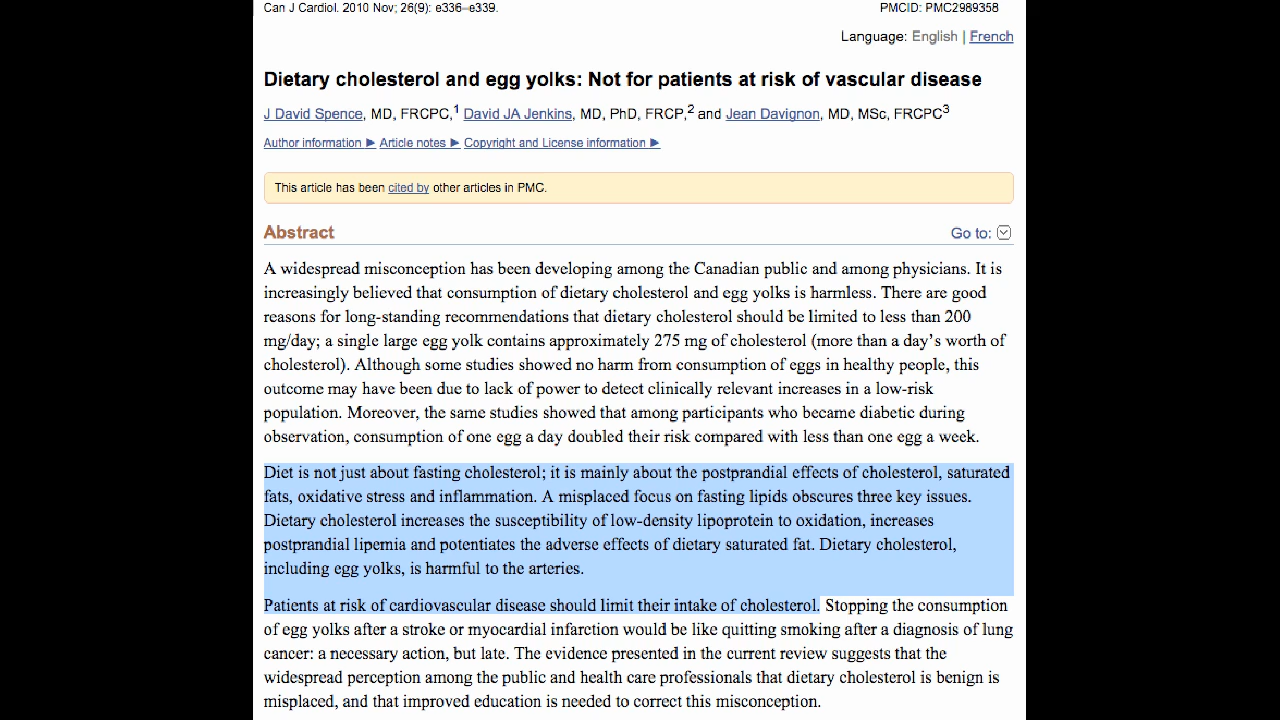 Can J Cardiol. 2010 Nov; 26(9): e336–e339.
PMCID: PMC2989358
Language: English | French
Dietary cholesterol and egg yolks: Not for patients at risk of vascular disease
J David Spence, MD, FRCPC,1 David JA Jenkins, MD, PhD, FRCP,2 and Jean Davignon, MD, MSc, FRCPC3
Author information ► Article notes ► Copyright and License information ►
This article has been cited by other articles in PMC.
Abstract
Go to:
A widespread misconception has been developing among the Canadian public and among physicians. It is
increasingly believed that consumption of dietary cholesterol and egg yolks is harmless. There are good
reasons for long-standing recommendations that dietary cholesterol should be limited to less than 200
mg/day; a single large egg yolk contains approximately 275 mg of cholesterol (more than a day's worth of
cholesterol). Although some studies showed no harm from consumption of eggs in healthy people, this
outcome may have been due to lack of power to detect clinically relevant increases in a low-risk
population. Moreover, the same studies showed that among participants who became diabetic during
observation, consumption of one egg a day doubled their risk compared with less than one egg a week.
Diet is not just about fasting cholesterol; it is mainly about the postprandial effects of cholesterol, saturated
fats, oxidative stress and inflammation. A misplaced focus on fasting lipids obscures three key issues.
Dietary cholesterol increases the susceptibility of low-density lipoprotein to oxidation, increases
postprandial lipemia and potentiates the adverse effects of dietary saturated fat. Dietary cholesterol,
including egg yolks, is harmful to the arteries.
Patients at risk of cardiovascular disease should limit their intake of cholesterol. Stopping the consumption
of egg yolks after a stroke or myocardial infarction would be like quitting smoking after a diagnosis of lung
cancer: a necessary action, but late. The evidence presented in the current review suggests that the
widespread perception among the public and health care professionals that dietary cholesterol is benign is
misplaced, and that improved education is needed to correct this misconception.